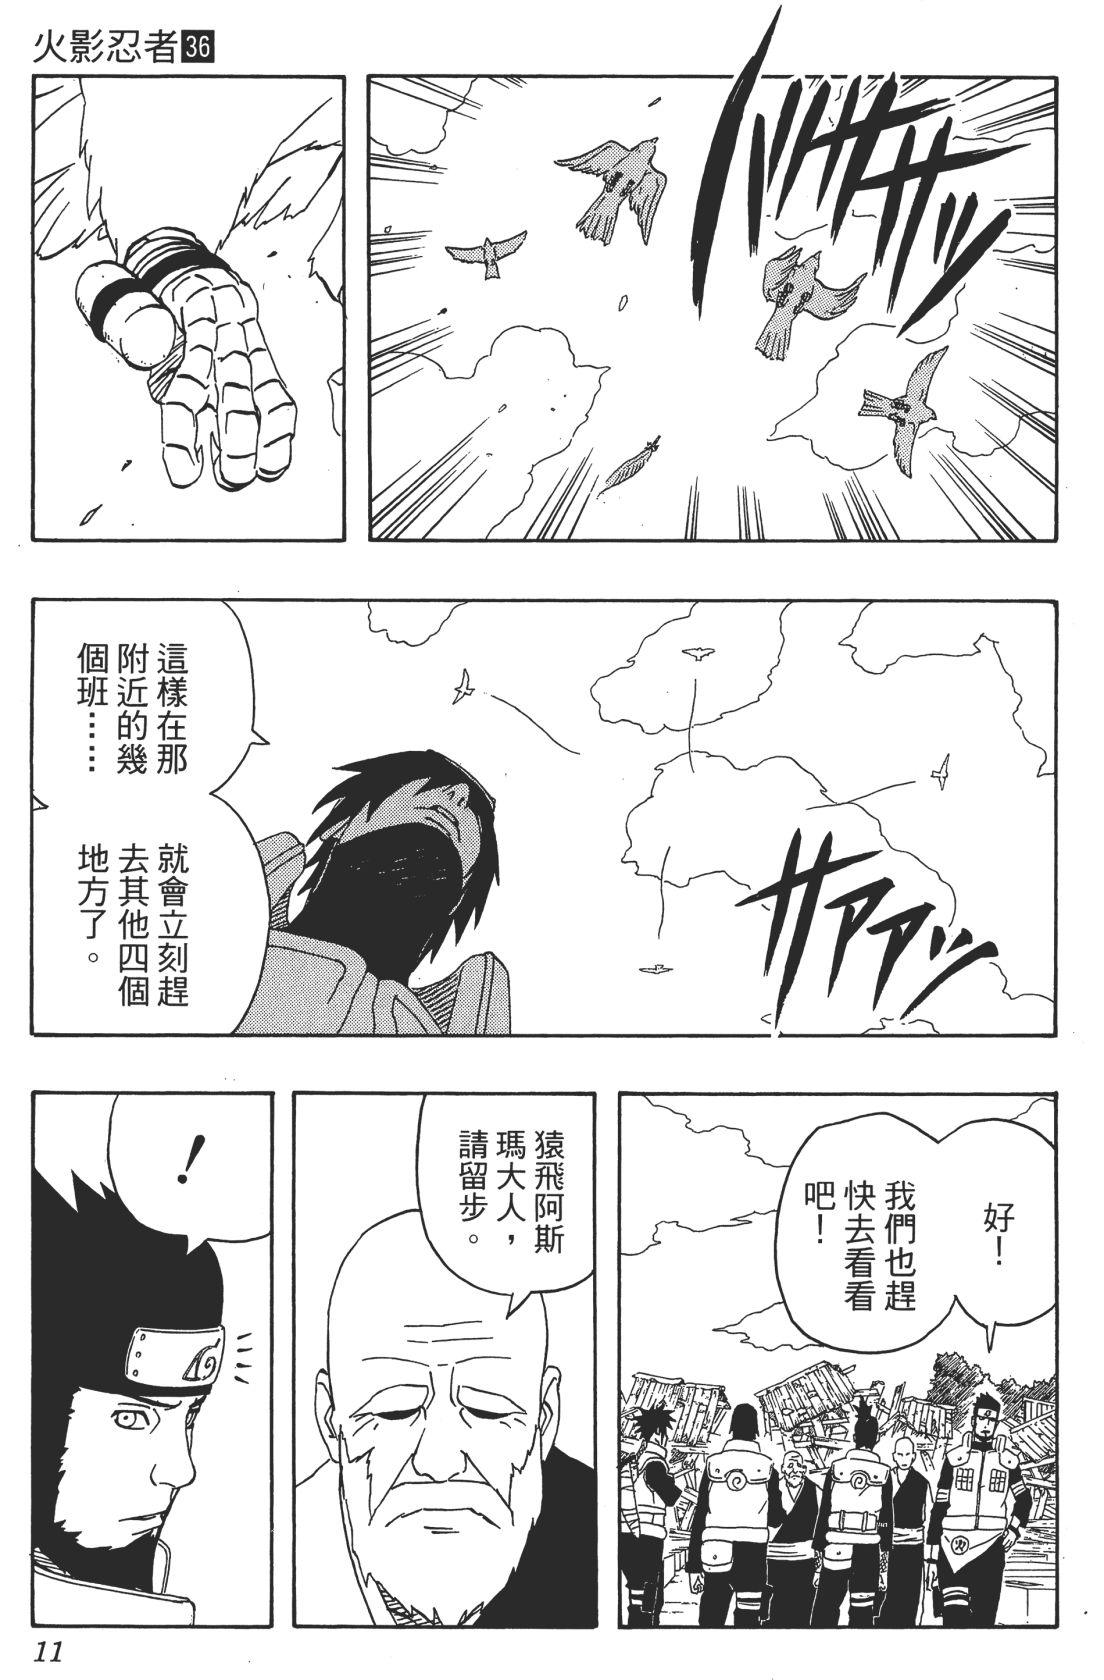 火影忍者36
バササッ
這樣在那
附近的幾
個班……
就會立刻趕
去其他四個
地方了。
サアアッ
好！
我們也趕
快去看看
吧！
猿飛阿斯
瑪大人，
請留步。
！
火
11